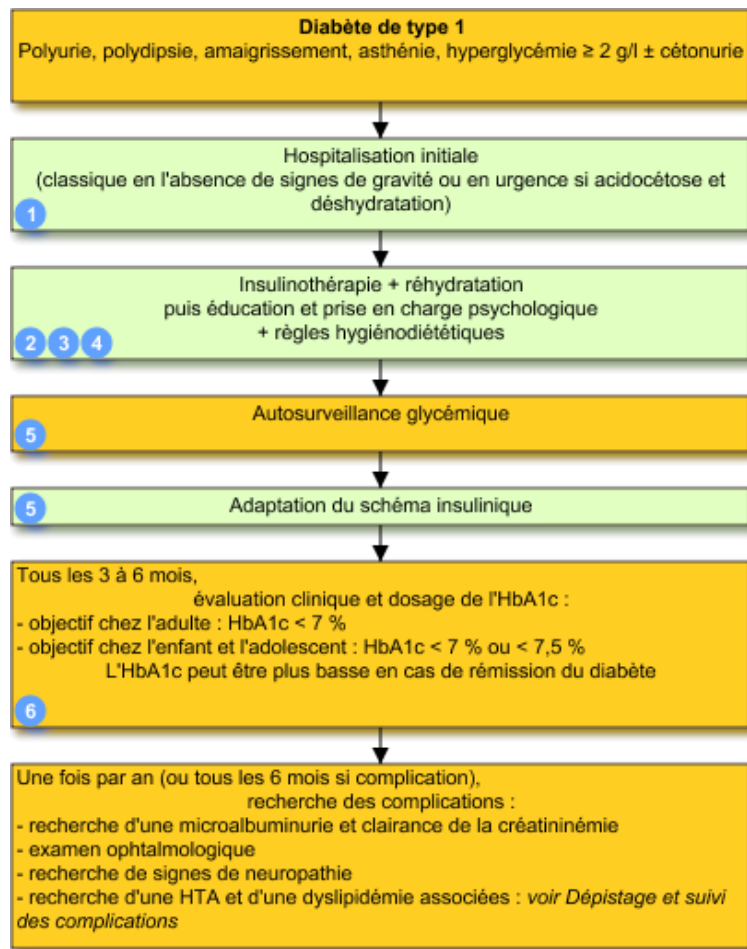 Diabète de type 1
Polyurie, polydipsie, amaigrissement, asthénie, hyperglycémie ≥ 2 g/l ± cétonurie
Hospitalisation initiale
(classique en l'absence de signes de gravité ou en urgence si acidocétose et
déshydratation)
1
Insulinothérapie + réhydratation
puis éducation et prise en charge psychologique
+ règles hygiénodiététiques
2 3 4
Autosurveillance glycémique
5
Adaptation du schéma insulinique
5
Tous les 3 à 6 mois,
évaluation clinique et dosage de l'HbA1c :
- objectif chez l'adulte : HbA1c < 7 %
- objectif chez l'enfant et l'adolescent : HbA1c < 7 % ou < 7,5 %
L'HbA1c peut être plus basse en cas de rémission du diabète
6
Une fois par an (ou tous les 6 mois si complication),
recherche des complications :
- recherche d'une microalbuminurie et clairance de la créatininémie
- examen ophtalmologique
- recherche de signes de neuropathie
- recherche d'une HTA et d'une dyslipidémie associées : voir Dépistage et suivi
des complications